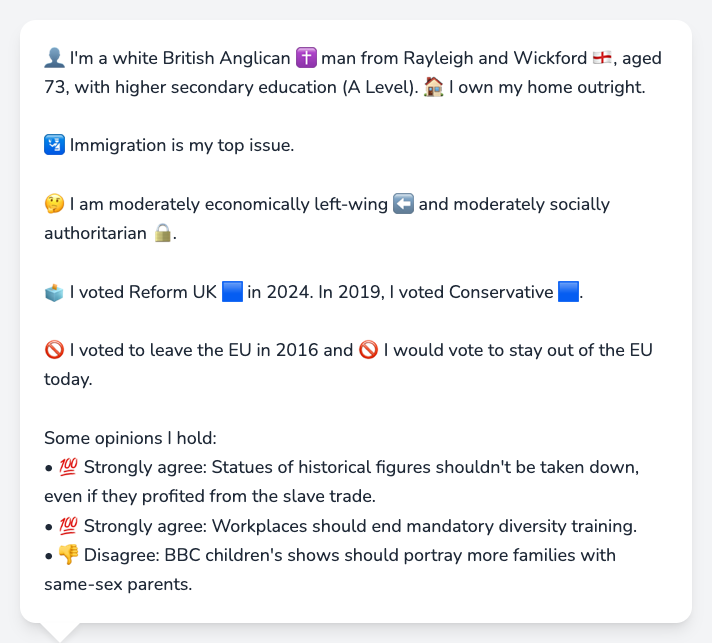 👤 I'm a white British Anglican ✝️ man from Rayleigh and Wickford 🏴󠁧󠁢󠁥󠁮󠁧󠁿, aged
73, with higher secondary education (A Level). 🏠 I own my home outright.
🛂 Immigration is my top issue.
🤔 I am moderately economically left-wing ⬅️ and moderately socially
authoritarian 🔒.
🗳️ I voted Reform UK 🟦 in 2024. In 2019, I voted Conservative 🟦.
🚫 I voted to leave the EU in 2016 and 🚫 I would vote to stay out of the EU
today.
Some opinions I hold:
• 💯 Strongly agree: Statues of historical figures shouldn't be taken down,
even if they profited from the slave trade.
• 💯 Strongly agree: Workplaces should end mandatory diversity training.
• 👎 Disagree: BBC children's shows should portray more families with
same-sex parents.